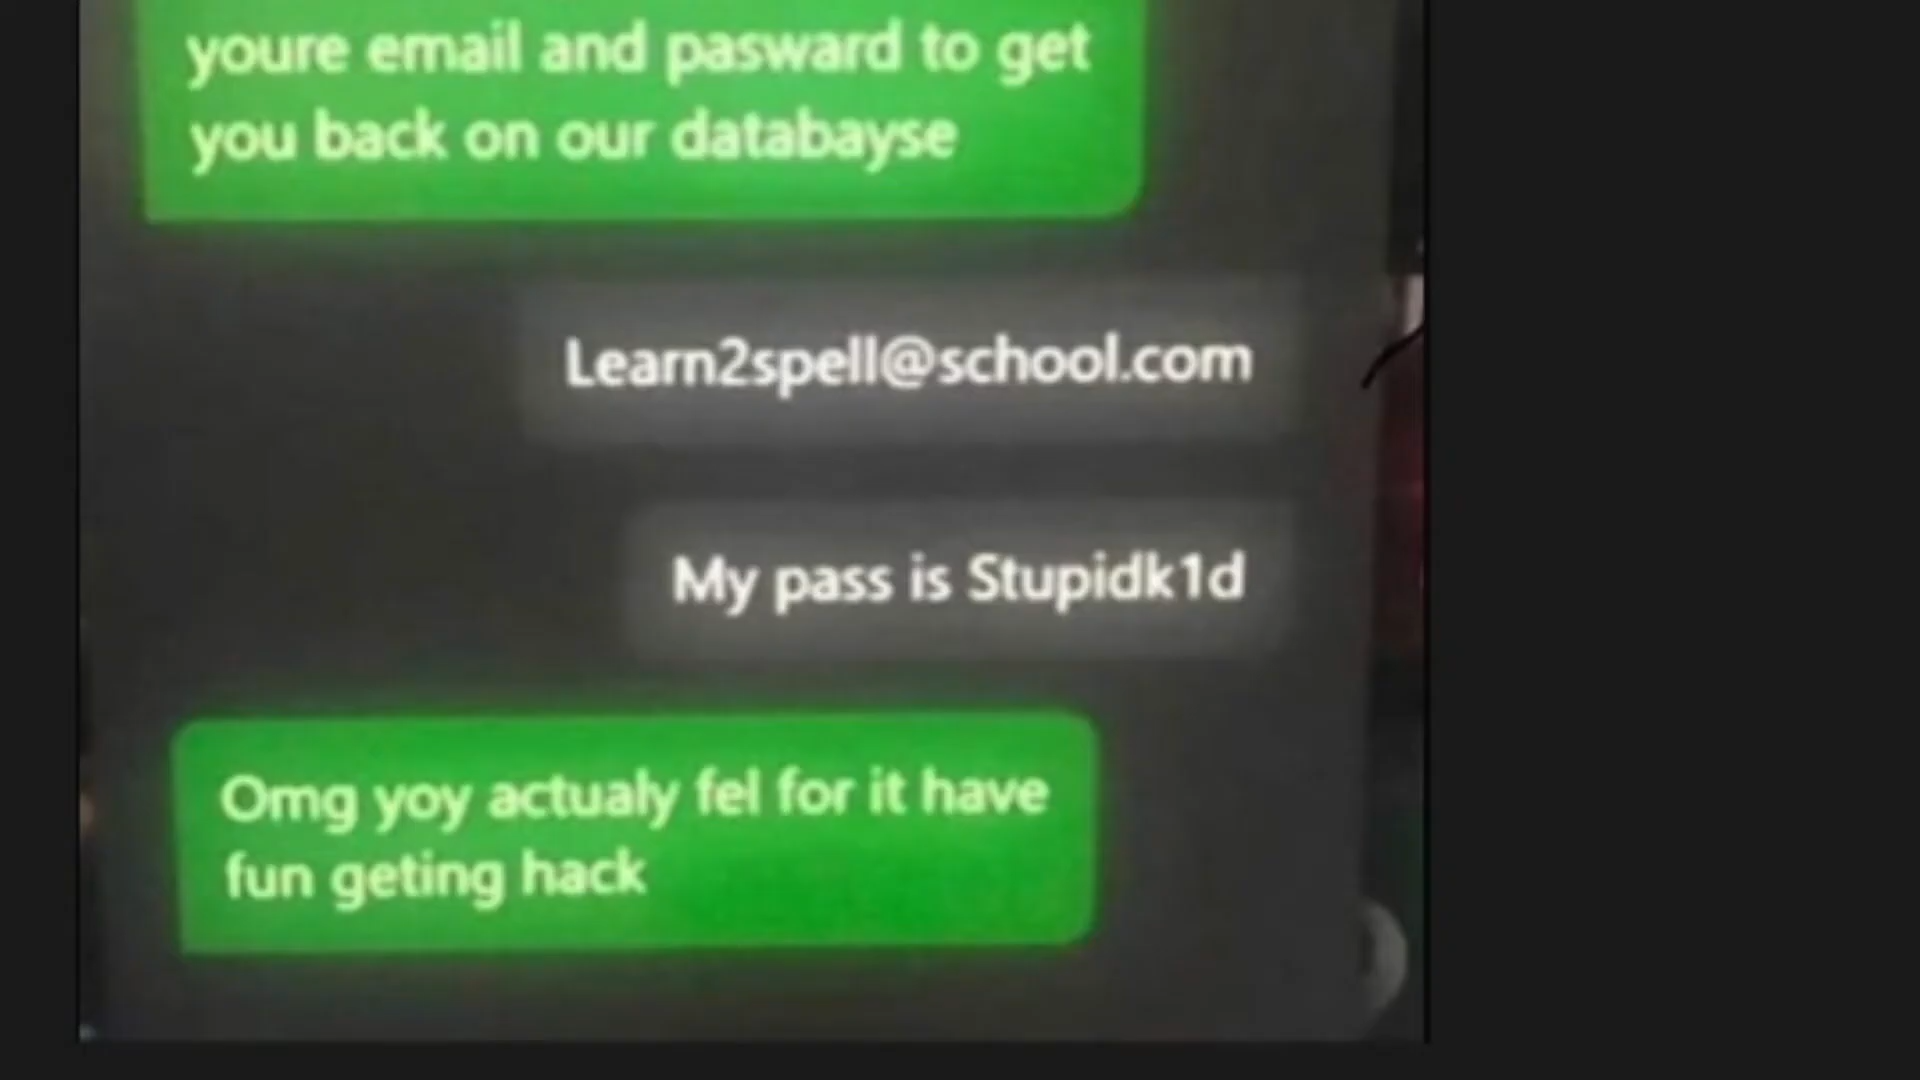 youre email and pasward to get
you back on our databayse
Learn2spell@school.com
My pass is Stupidk1d
Omg yoy actualy fel for it have
fun geting hack